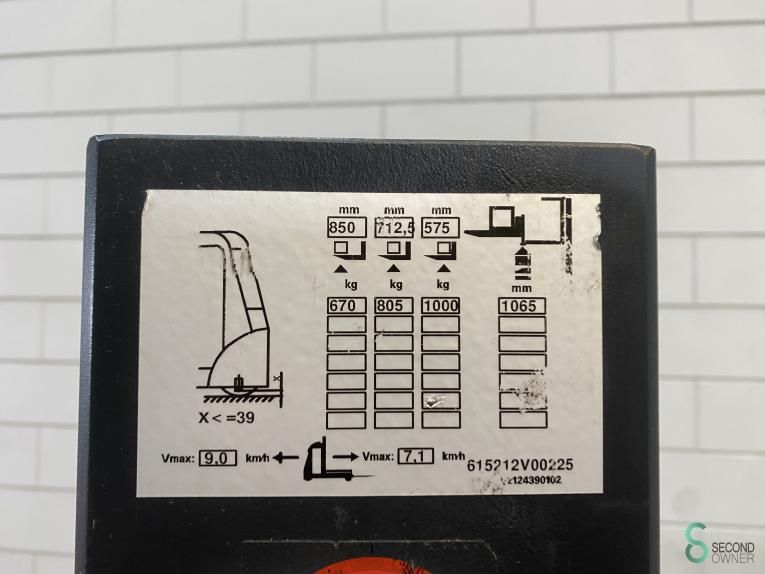 mm mm mm
850 712,5 575
kg kg kg mm
670 805 1000 1065
x
X < =39
Vmax: 9,0 km/h Vmax: 7,1 km/h
615212V00225
124390102
SECOND
OWNER